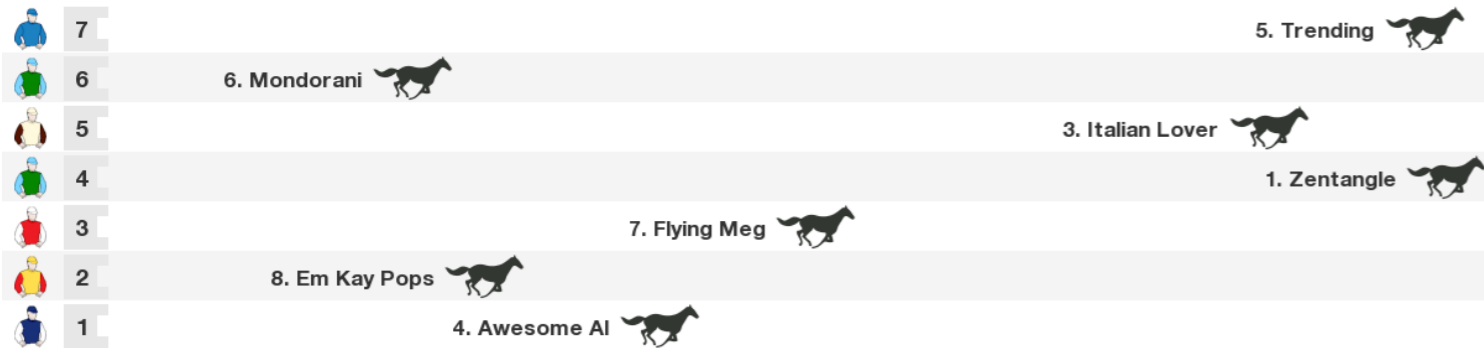 7 5. Trending
6 6. Mondorani
5 3. Italian Lover
4 1. Zentangle
3 7. Flying Meg
2 8. Em Kay Pops
1 4. Awesome Al